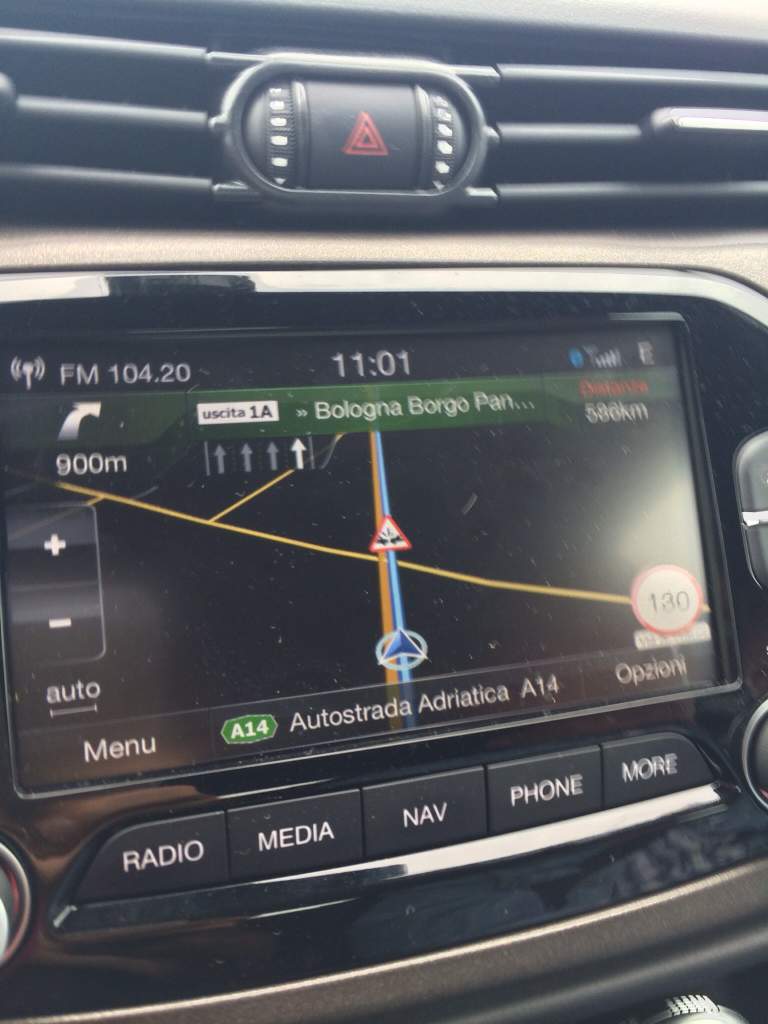 FM 104.20
11:01
E
uscita 1A » Bologna Borgo Pan...
Distanza
586km
900m
+
-
130
auto
Opzioni
A14 Autostrada Adriatica A14
Menu
RADIO
MEDIA
NAV
PHONE
MORE